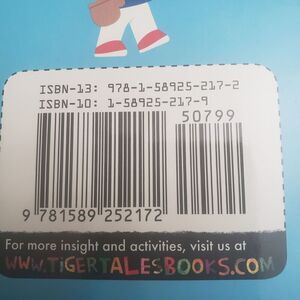 ISBN-13: 978-1-58925-217-2
ISBN-10: 1-58925-217-9
50799
9 781589 252172
For more insight and activities, visit us at
WWW.TIGERTALESBOOKS.COM